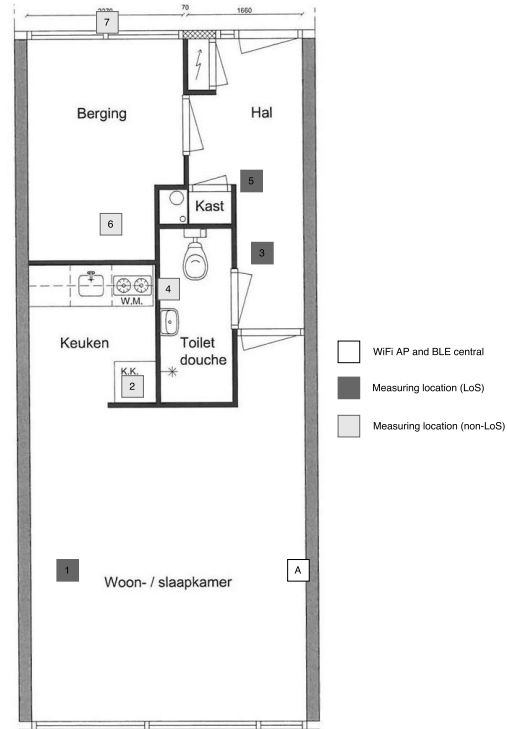 70
1660
7
Berging
Hal
5
Kast
6
3
4
W.M.
Keuken
Toilet
douche
K.K.
2
WiFi AP and BLE central
Measuring location (LoS)
Measuring location (non-LoS)
1
A
Woon- / slaapkamer